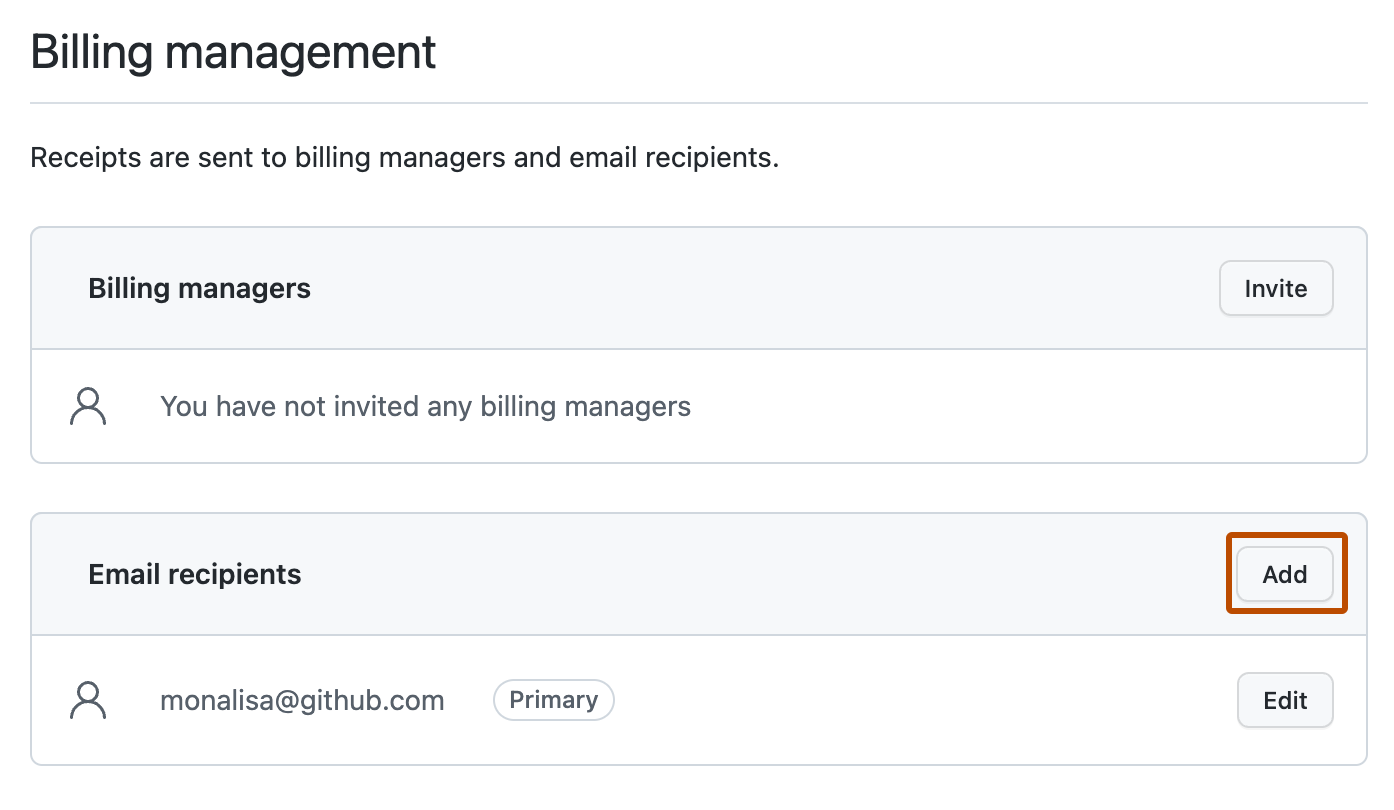 Billing management
Receipts are sent to billing managers and email recipients.
Billing managers
Invite
You have not invited any billing managers
Email recipients
Add
monalisa@github.com
Primary
Edit